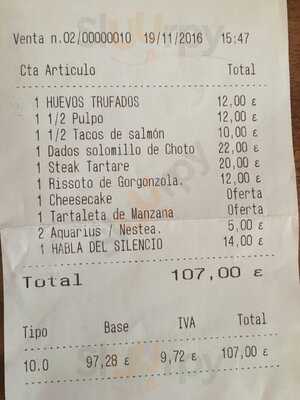 Venta n.02/00000010 19/11/2016 15:47
Cta Articulo Total
1 HUEVOS TRUFADOS 12,00 €
1 1/2 Pulpo 12,00 €
1 1/2 Tacos de salmón 10,00 €
1 Dados solomillo de Choto 22,00 €
1 Steak Tartare 20,00 €
1 Rissoto de Gorgonzola. 12,00 €
1 Cheesecake Oferta
1 Tartaleta de Manzana Oferta
2 Aquarius / Nestea. 5,00 €
1 HABLA DEL SILENCIO 14,00 €
Total 107,00 €
Tipo Base IVA Total
10.0 97,28 € 9,72 € 107,00 €